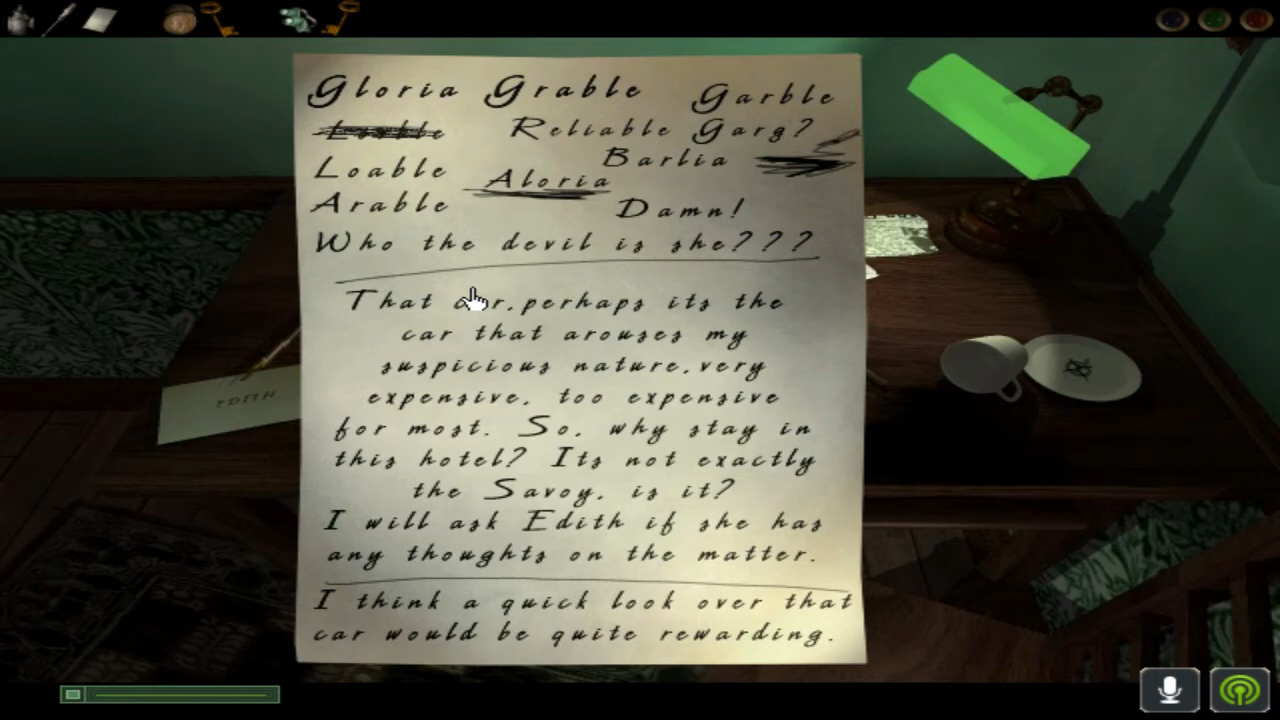 Gloria Grable Garble
Reliable Garg?
Barlia
Loable
Aloria
Arable
Damn!
Who the devil is she???
That car, perhaps its the
car that arouses my
suspicious nature, very
expensive, too expensive
for most. So, why stay in
this hotel? Its not exactly
the Savoy, is it?
I will ask Edith if she has
any thoughts on the matter.
I think a quick look over that
car would be quite rewarding.
EDITH